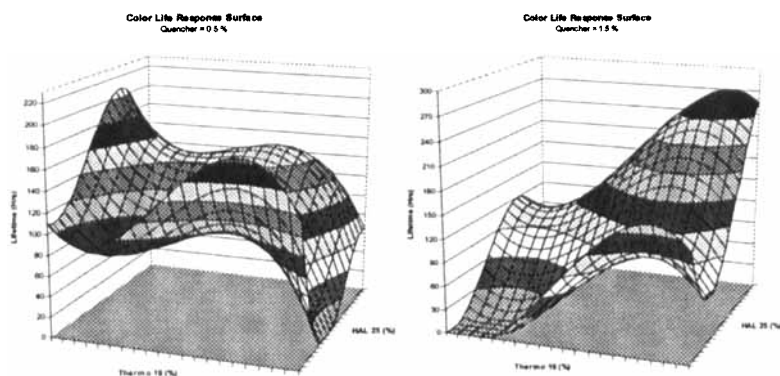 Color Life Response Surface
Quencher = 0.5 %
220
200
180
160
140
120
100
80
60
40
20
0
Lifetime (Hrs)
Thermo 19 (%)
HAL 25 (%)
Color Life Response Surface
Quencher = 1.5 %
300
270
240
210
180
150
120
90
60
30
0
Lifetime (Hrs)
Thermo 19 (%)
HAL 25 (%)